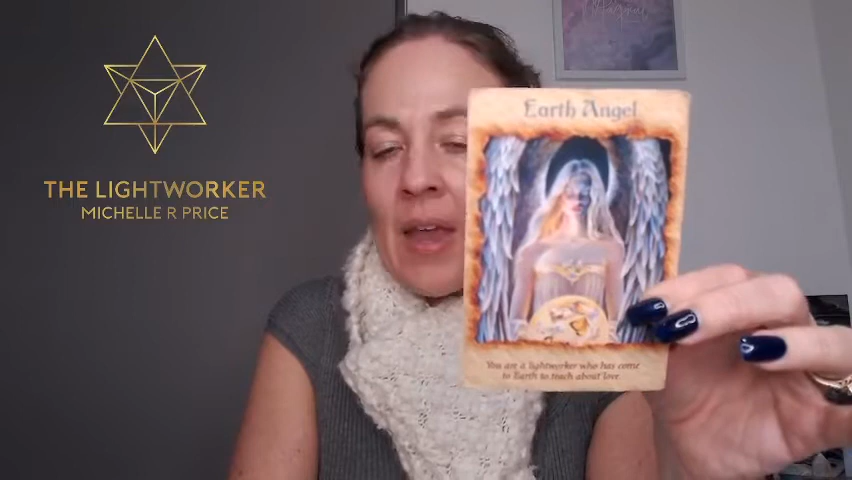 THE LIGHTWORKER
MICHELLE R PRICE
Earth Angel
You are a lightworker who has come
to Earth to teach about love.